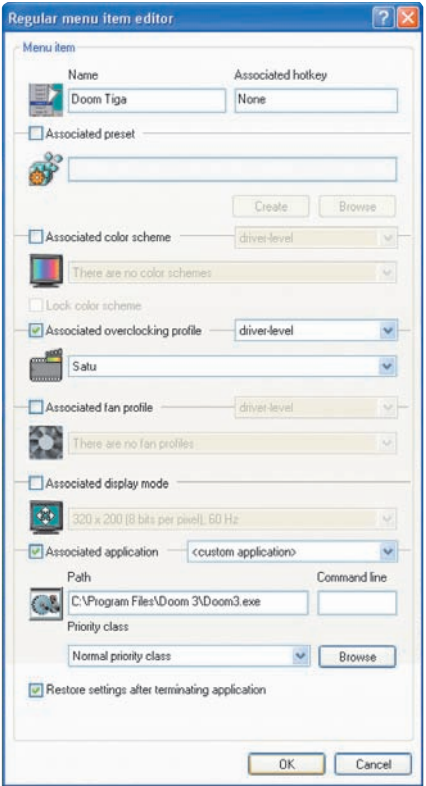 Regular menu item editor
Menu item
Name Associated hotkey
Doom Tiga None
Associated preset
Create Browse
Associated color scheme driver-level
There are no color schemes
Lock color scheme
Associated overclocking profile driver-level
Satu
Associated fan profile driver-level
There are no fan profiles
Associated display mode
320 x 200 (8 bits per pixel), 60 Hz
Associated application <custom application>
Path Command line
C:\Program Files\Doom 3\Doom3.exe
Priority class
Normal priority class Browse
Restore settings after terminating application
OK Cancel